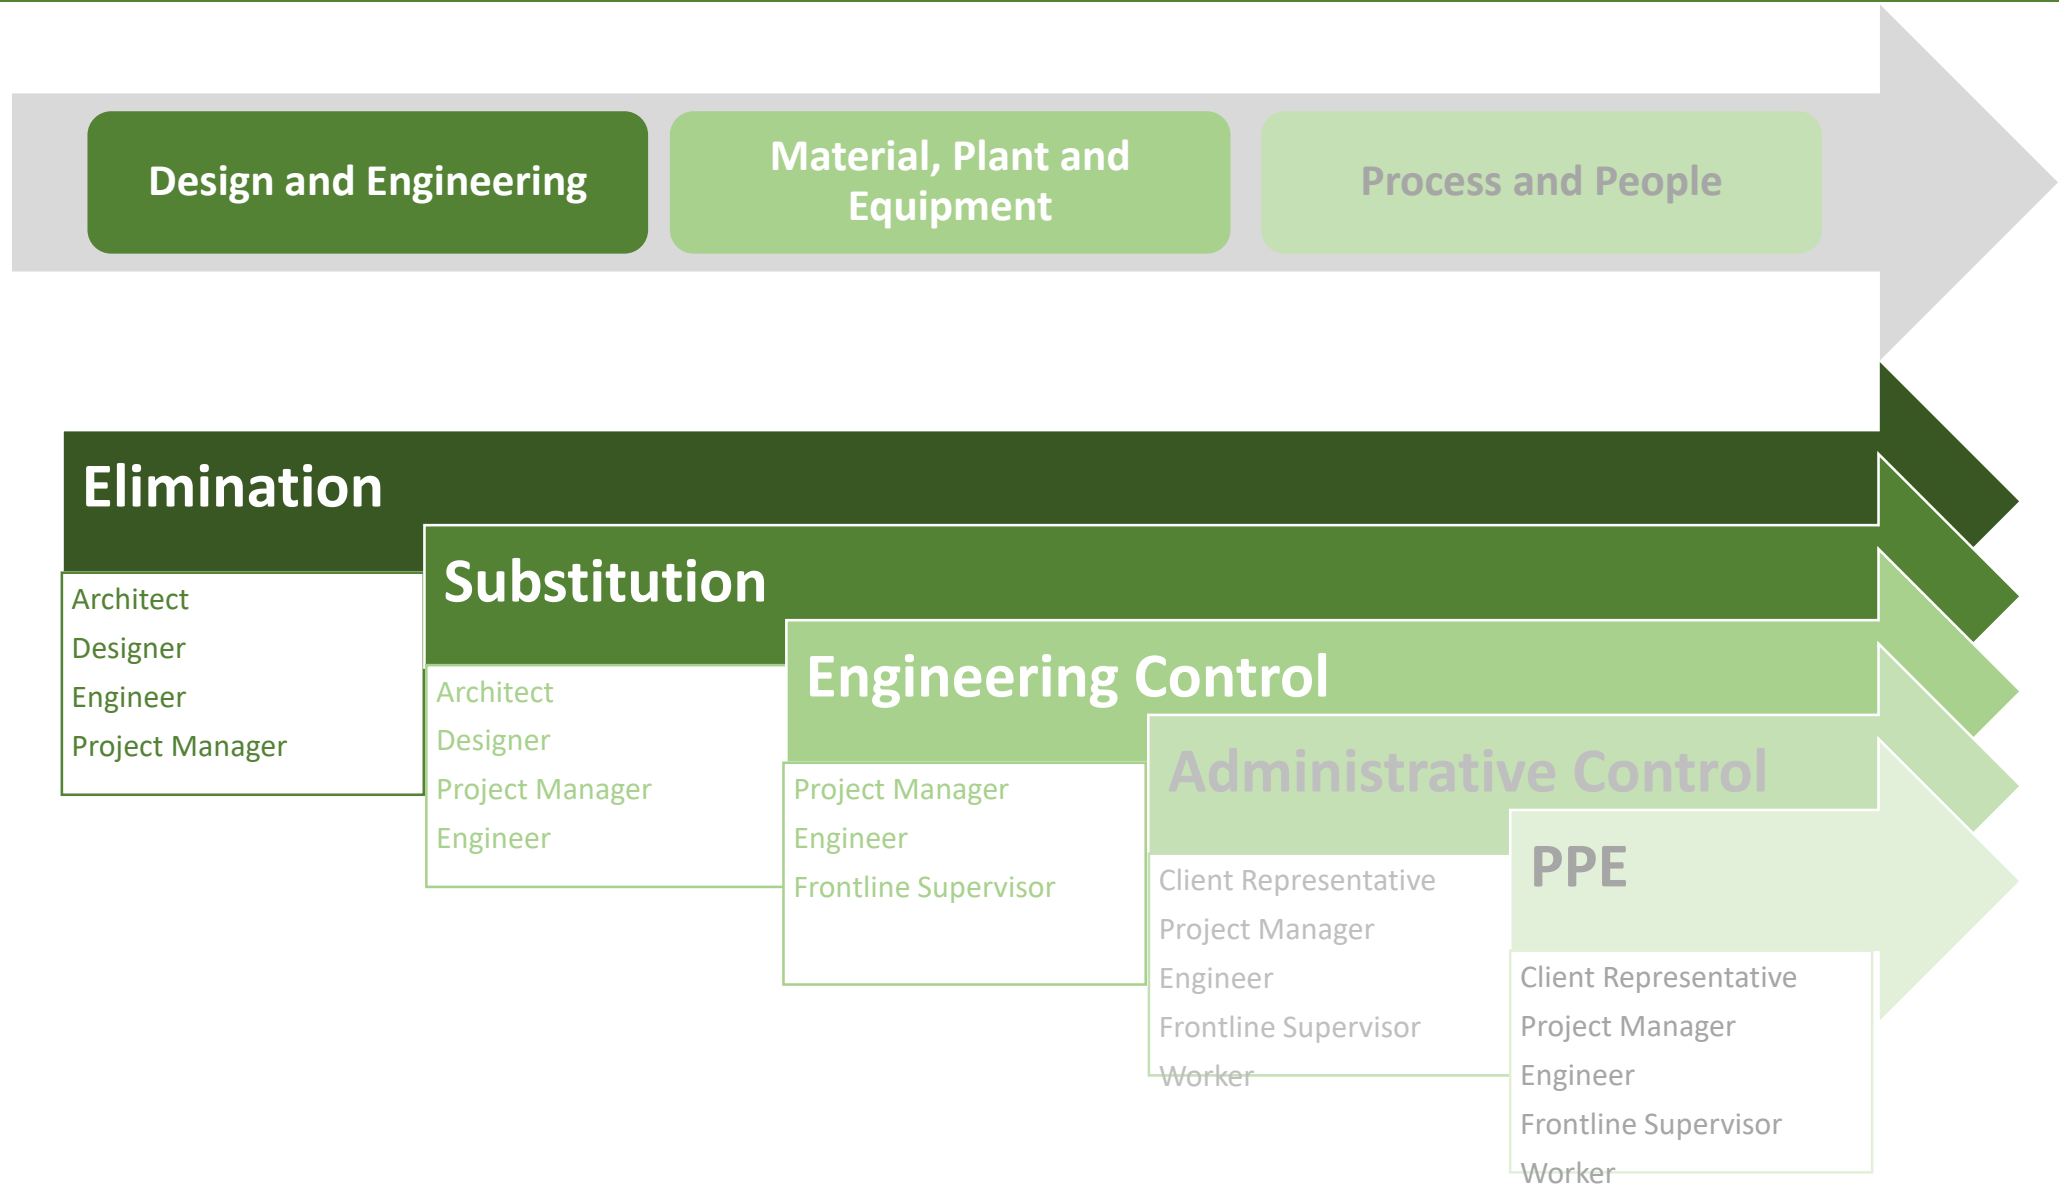 Design and Engineering
Material, Plant and
Equipment
Process and People
Elimination
Architect
Designer
Engineer
Project Manager
Substitution
Architect
Designer
Project Manager
Engineer
Engineering Control
Project Manager
Engineer
Frontline Supervisor
Administrative Control
Client Representative
Project Manager
Engineer
Frontline Supervisor
Worker
PPE
Client Representative
Project Manager
Engineer
Frontline Supervisor
Worker